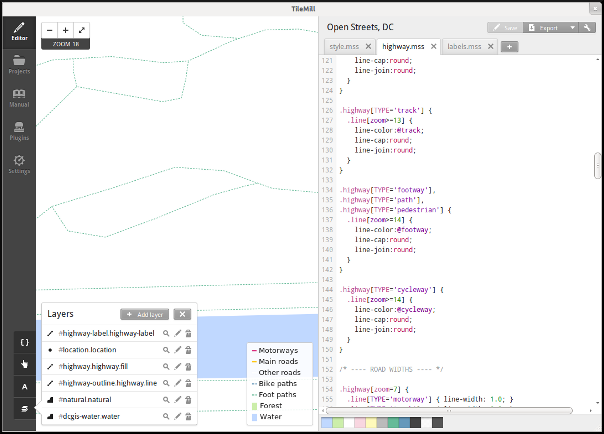 TileMill
Editor
Projects
Manual
Plugins
Settings
{ }
A
ZOOM 18
Open Streets, DC
Save
Export
style.mss
highway.mss
labels.mss
121 line-cap:round;
122 line-join:round;
123 }
124 }
125
126 .highway[TYPE='track'] {
127 .line[zoom>=13] {
128 line-color:@track;
129 line-cap:round;
130 line-join:round;
131 }
132 }
133
134 .highway[TYPE='footway'],
135 .highway[TYPE='path'],
136 .highway[TYPE='pedestrian'] {
137 .line[zoom>=14] {
138 line-color:@footway;
139 line-cap:round;
140 line-join:round;
141 }
142 }
143
144 .highway[TYPE='cycleway'] {
145 .line[zoom>=14] {
146 line-color:@cycleway;
147 line-cap:round;
148 line-join:round;
149 }
150 }
151
152 /* ---- ROAD WIDTHS ---- */
153
154 .highway[zoom=7] {
155 .line[TYPE='motorway'] { line-width: 1.0; }
Layers
Add layer
#highway-label.highway-label
#location.location
#highway.highway.fill
#highway-outline.highway.line
#natural.natural
#dcgis-water.water
Motorways
Main roads
Other roads
Bike paths
Foot paths
Forest
Water